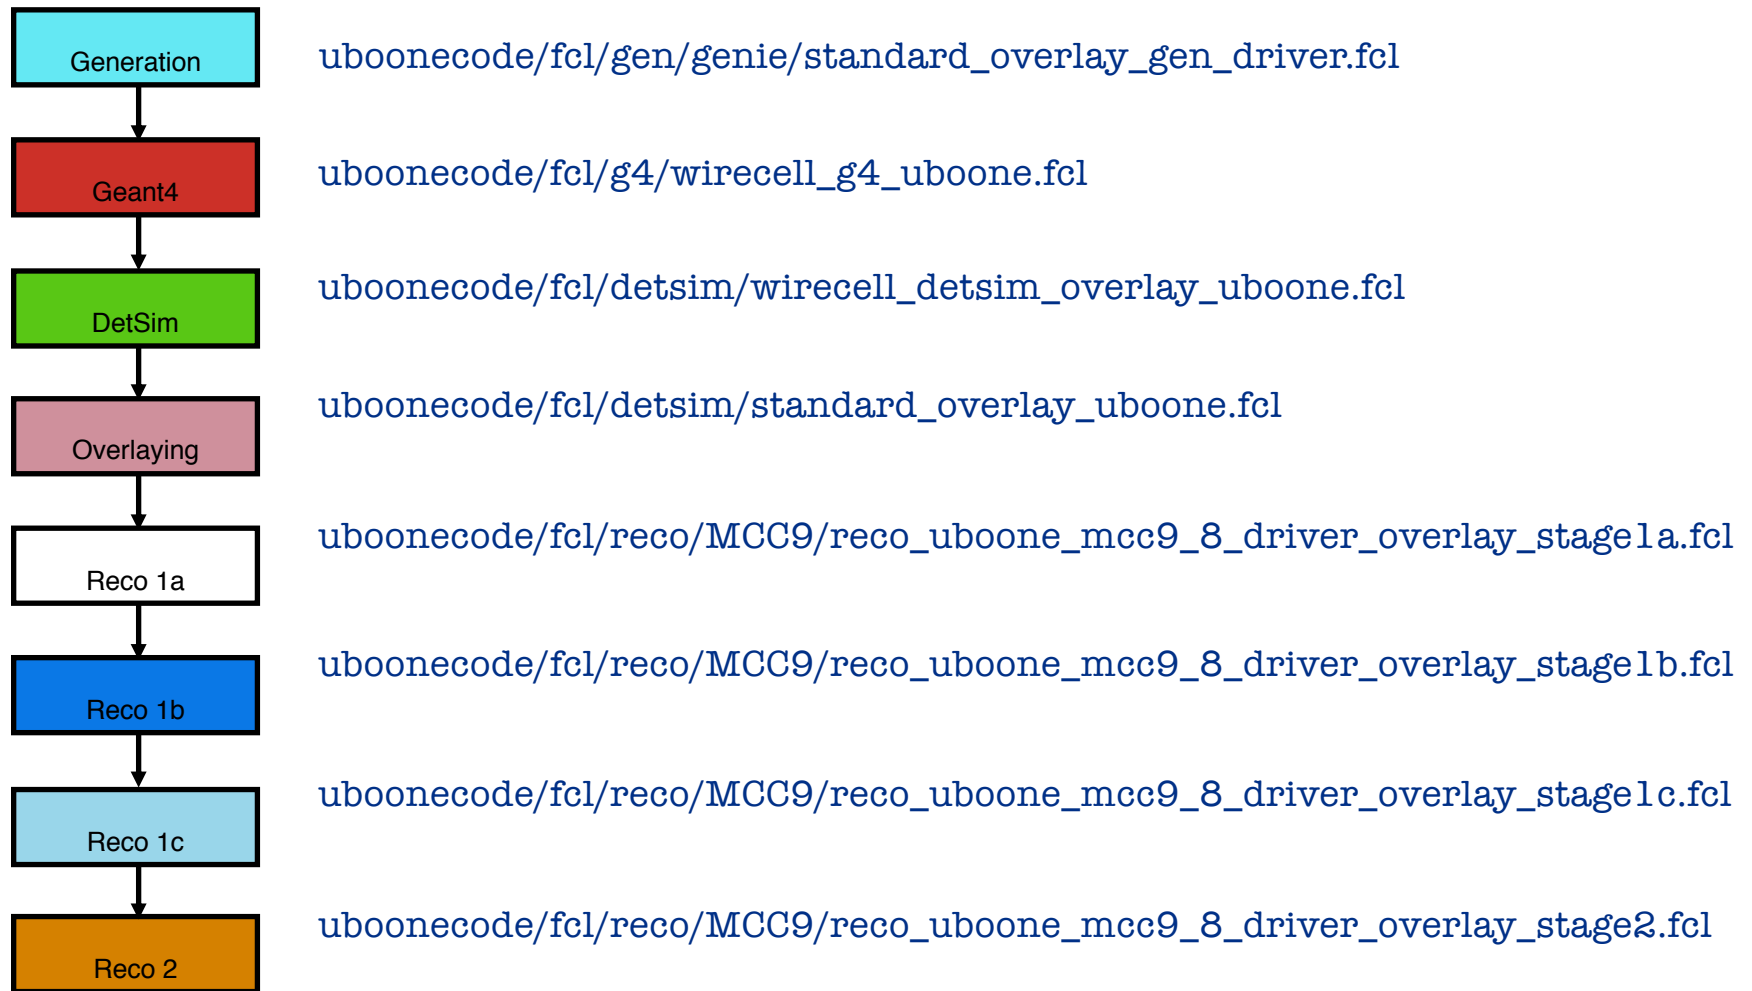 Generation
uboonecode/fcl/gen/genie/standard_overlay_gen_driver.fcl
Geant4
uboonecode/fcl/g4/wirecell_g4_uboone.fcl
DetSim
uboonecode/fcl/detsim/wirecell_detsim_overlay_uboone.fcl
Overlaying
uboonecode/fcl/detsim/standard_overlay_uboone.fcl
Reco 1a
uboonecode/fcl/reco/MCC9/reco_uboone_mcc9_8_driver_overlay_stage1a.fcl
Reco 1b
uboonecode/fcl/reco/MCC9/reco_uboone_mcc9_8_driver_overlay_stage1b.fcl
Reco 1c
uboonecode/fcl/reco/MCC9/reco_uboone_mcc9_8_driver_overlay_stage1c.fcl
Reco 2
uboonecode/fcl/reco/MCC9/reco_uboone_mcc9_8_driver_overlay_stage2.fcl